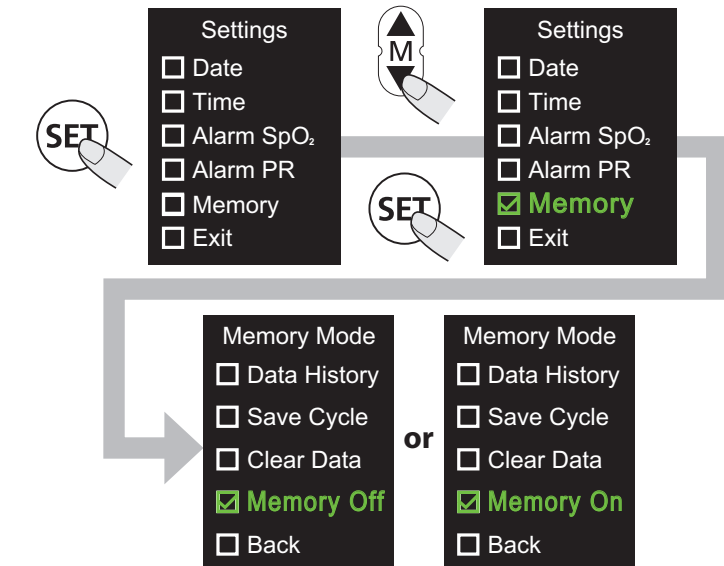 SET
Settings
Date
Time
Alarm SpO₂
Alarm PR
Memory
Exit
M
SET
Settings
Date
Time
Alarm SpO₂
Alarm PR
Memory
Exit
Memory Mode
Data History
Save Cycle
Clear Data
Memory Off
Back
or
Memory Mode
Data History
Save Cycle
Clear Data
Memory On
Back